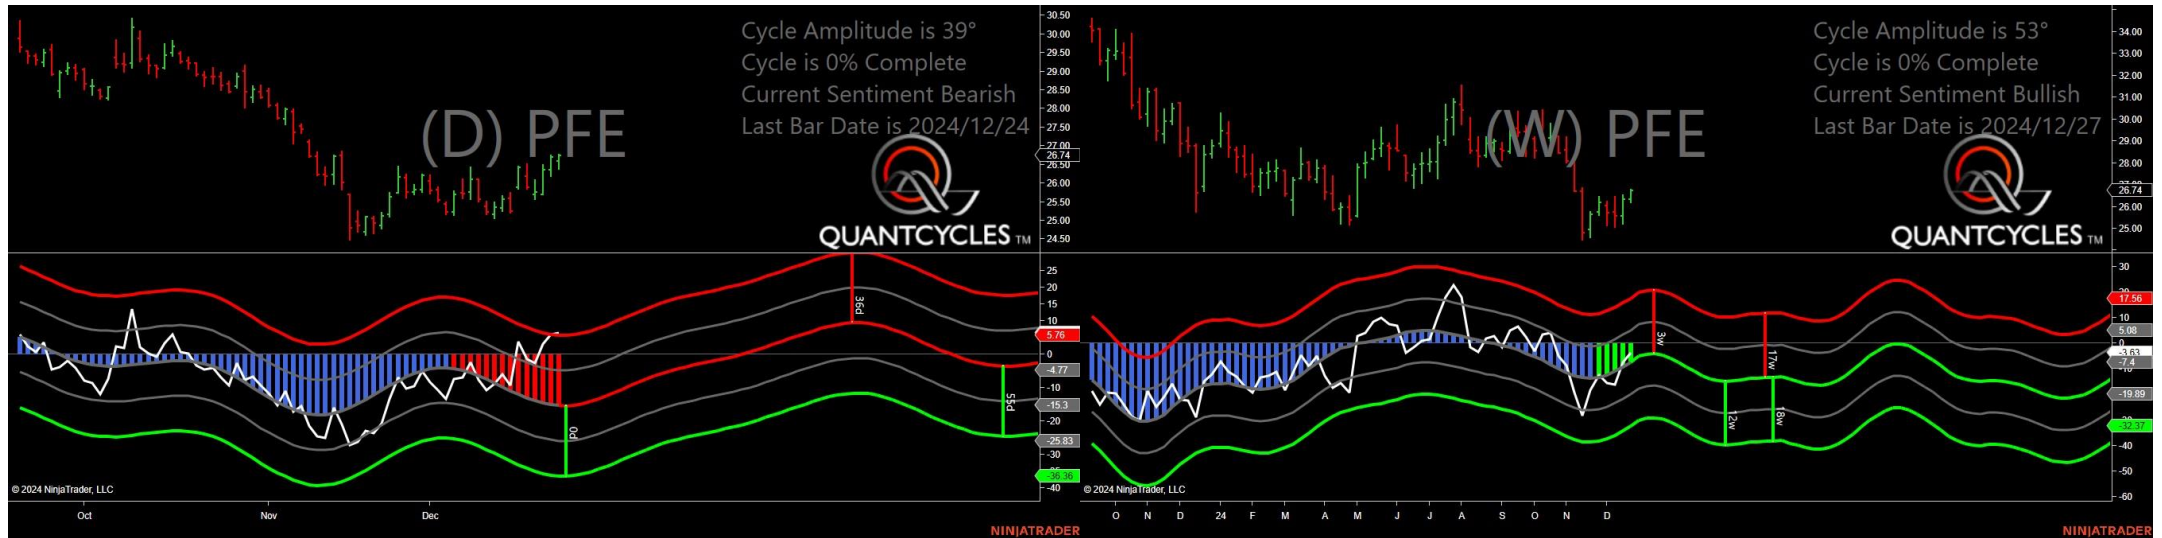 Cycle Amplitude is 39°
Cycle is 0% Complete
Current Sentiment Bearish
Last Bar Date is 2024/12/24
(D) PFE
QUANTCYCLES TM
30.50
30.00
29.50
29.00
28.50
28.00
27.50
27.00
26.74
26.50
26.00
25.50
25.00
24.50
36d
0d
55d
25
20
15
10
5.76
0
-4.77
-10
-15.3
-20
-25.83
-30
-36.36
-40
© 2024 NinjaTrader, LLC
Oct
Nov
Dec
NINJATRADER
Cycle Amplitude is 53°
Cycle is 0% Complete
Current Sentiment Bullish
Last Bar Date is 2024/12/27
(W) PFE
QUANTCYCLES TM
34.00
33.00
32.00
31.00
30.00
29.00
28.00
26.74
26.00
25.00
3w
17w
12w
18w
30
17.56
10
5.08
0
-3.63
-7.4
-19.89
-32.37
-40
-50
-60
© 2024 NinjaTrader, LLC
O N D 24 F M A M J J A S O N D
NINJATRADER